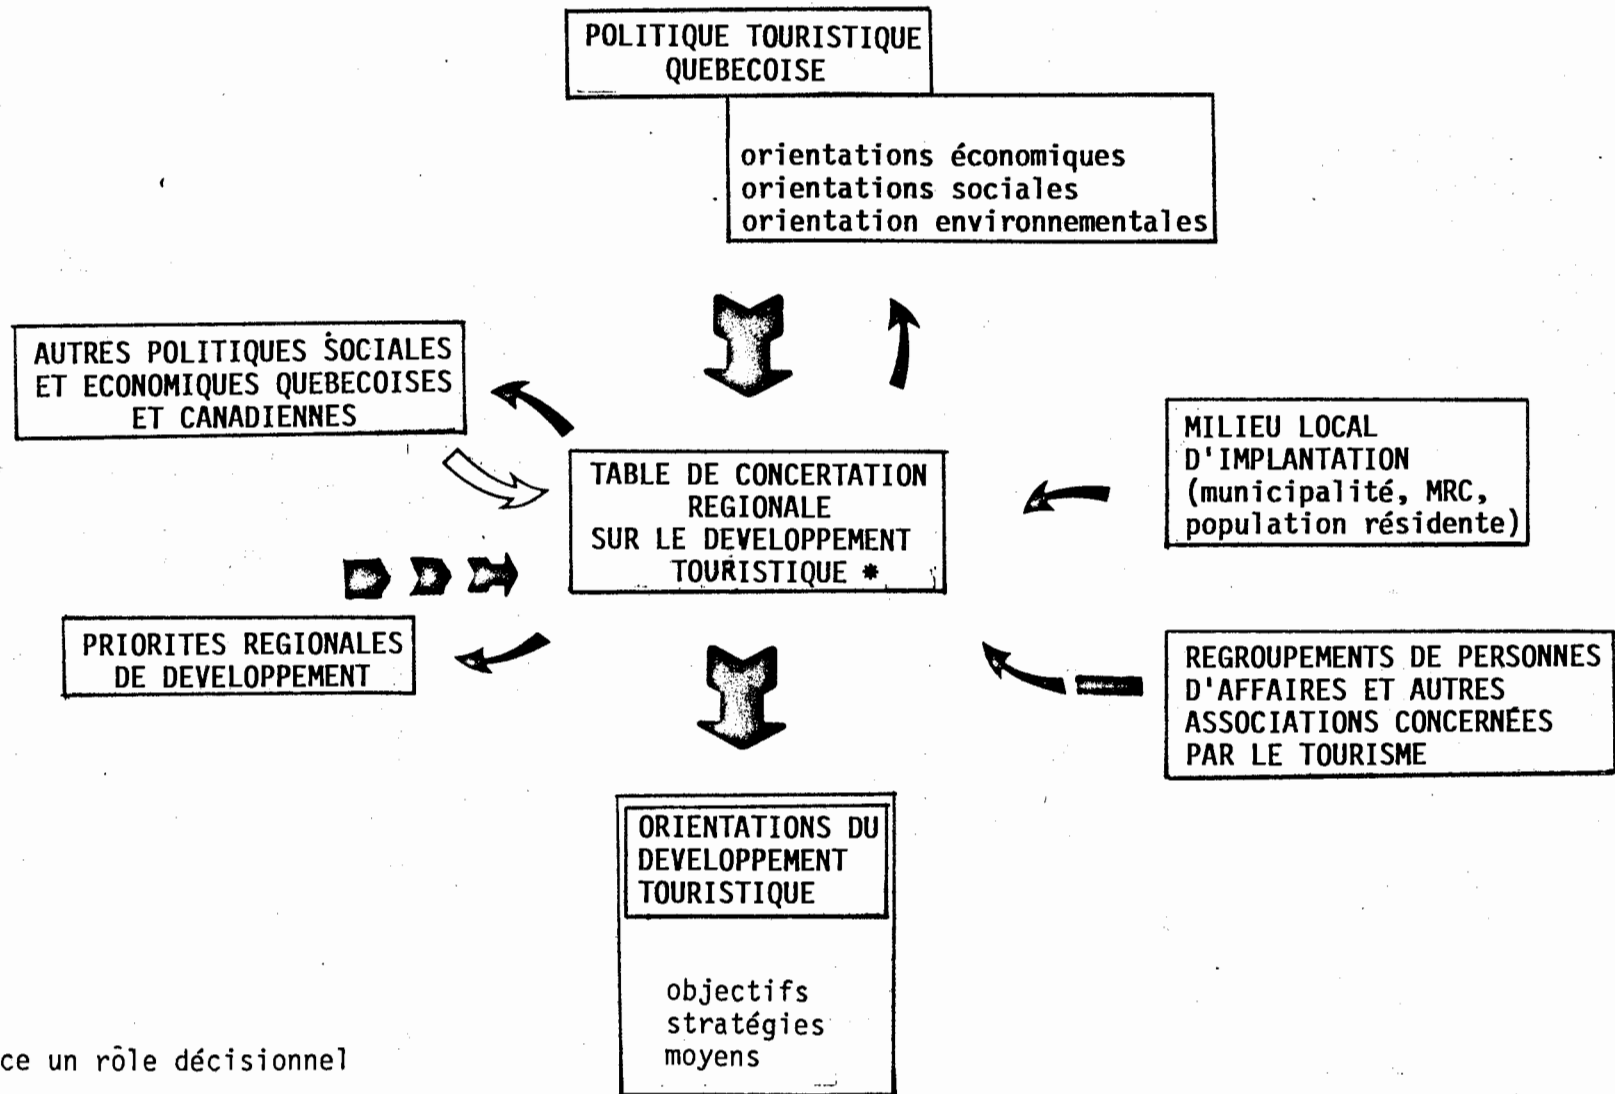 POLITIQUE TOURISTIQUE
QUEBECOISE
orientations économiques
orientations sociales
orientation environnementales
AUTRES POLITIQUES SOCIALES
ET ECONOMIQUES QUEBECOISES
ET CANADIENNES
TABLE DE CONCERTATION
REGIONALE
SUR LE DEVELOPPEMENT
TOURISTIQUE *
MILIEU LOCAL
D'IMPLANTATION
(municipalité, MRC,
population résidente)
PRIORITES REGIONALES
DE DEVELOPPEMENT
REGROUPEMENTS DE PERSONNES
D'AFFAIRES ET AUTRES
ASSOCIATIONS CONCERNÉES
PAR LE TOURISME
ORIENTATIONS DU
DEVELOPPEMENT
TOURISTIQUE
objectifs
stratégies
moyens
ce un rôle décisionnel